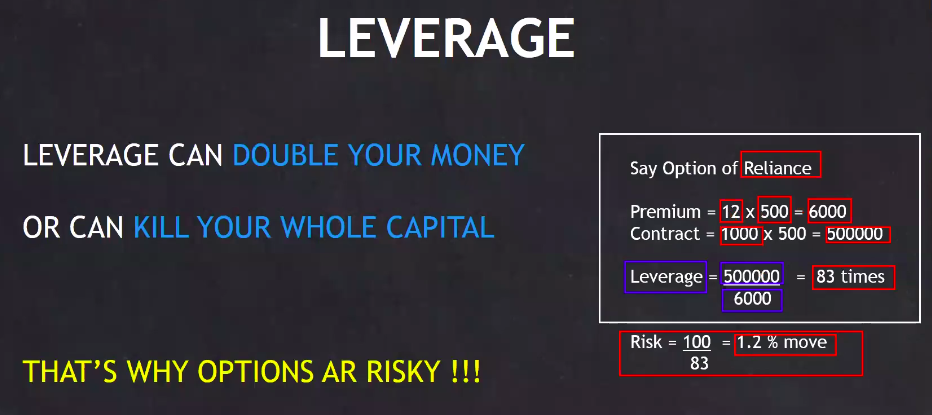 LEVERAGE
LEVERAGE CAN DOUBLE YOUR MONEY
OR CAN KILL YOUR WHOLE CAPITAL
THAT'S WHY OPTIONS AR RISKY !!!
Say Option of Reliance
Premium = 12 x 500 = 6000
Contract = 1000 x 500 = 500000
Leverage = 500000 = 83 times
6000
Risk = 100 = 1.2 % move
83